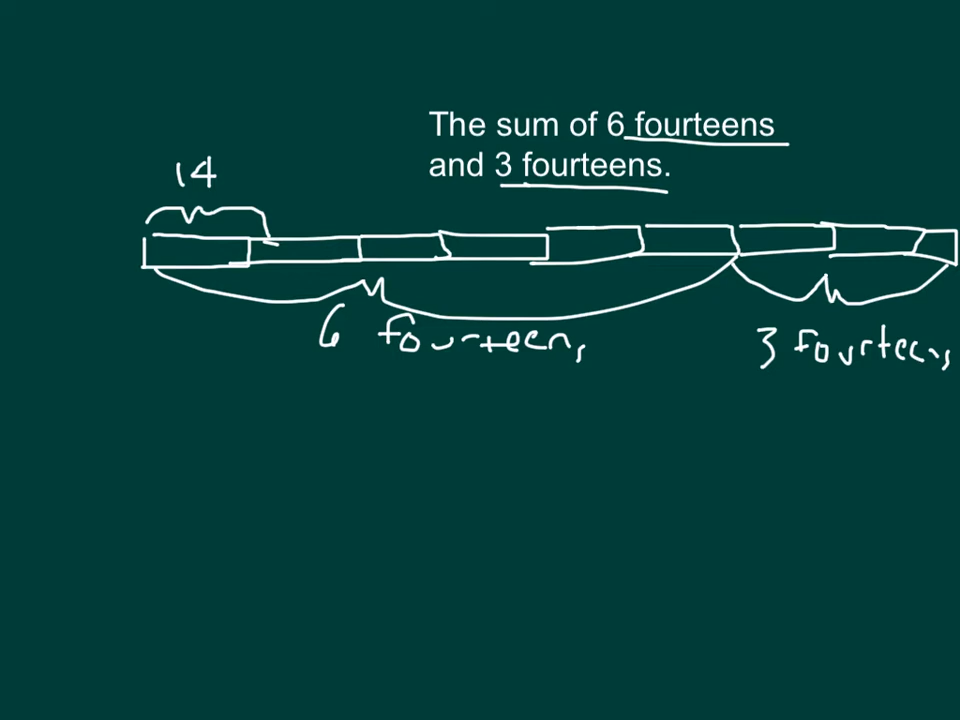 The sum of 6 fourteens
and 3 fourteens.
14
6 fourteens
3 fourteens